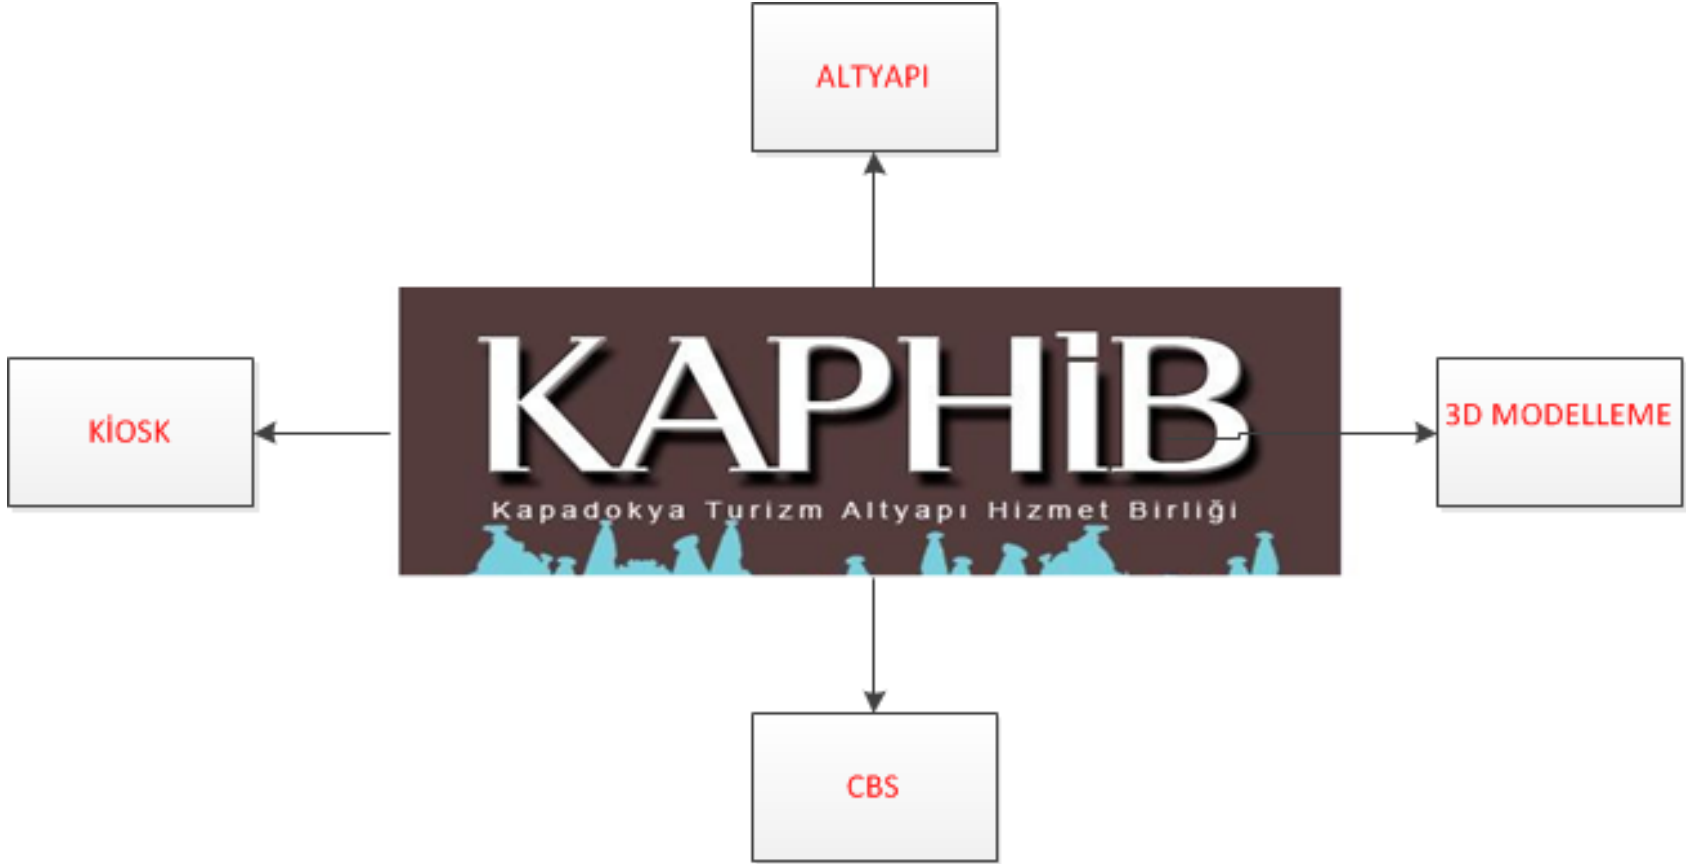 ALTYAPI
KİOSK
KAPHİB
Kapadokya Turizm Altyapı Hizmet Birliği
3D MODELLEME
CBS